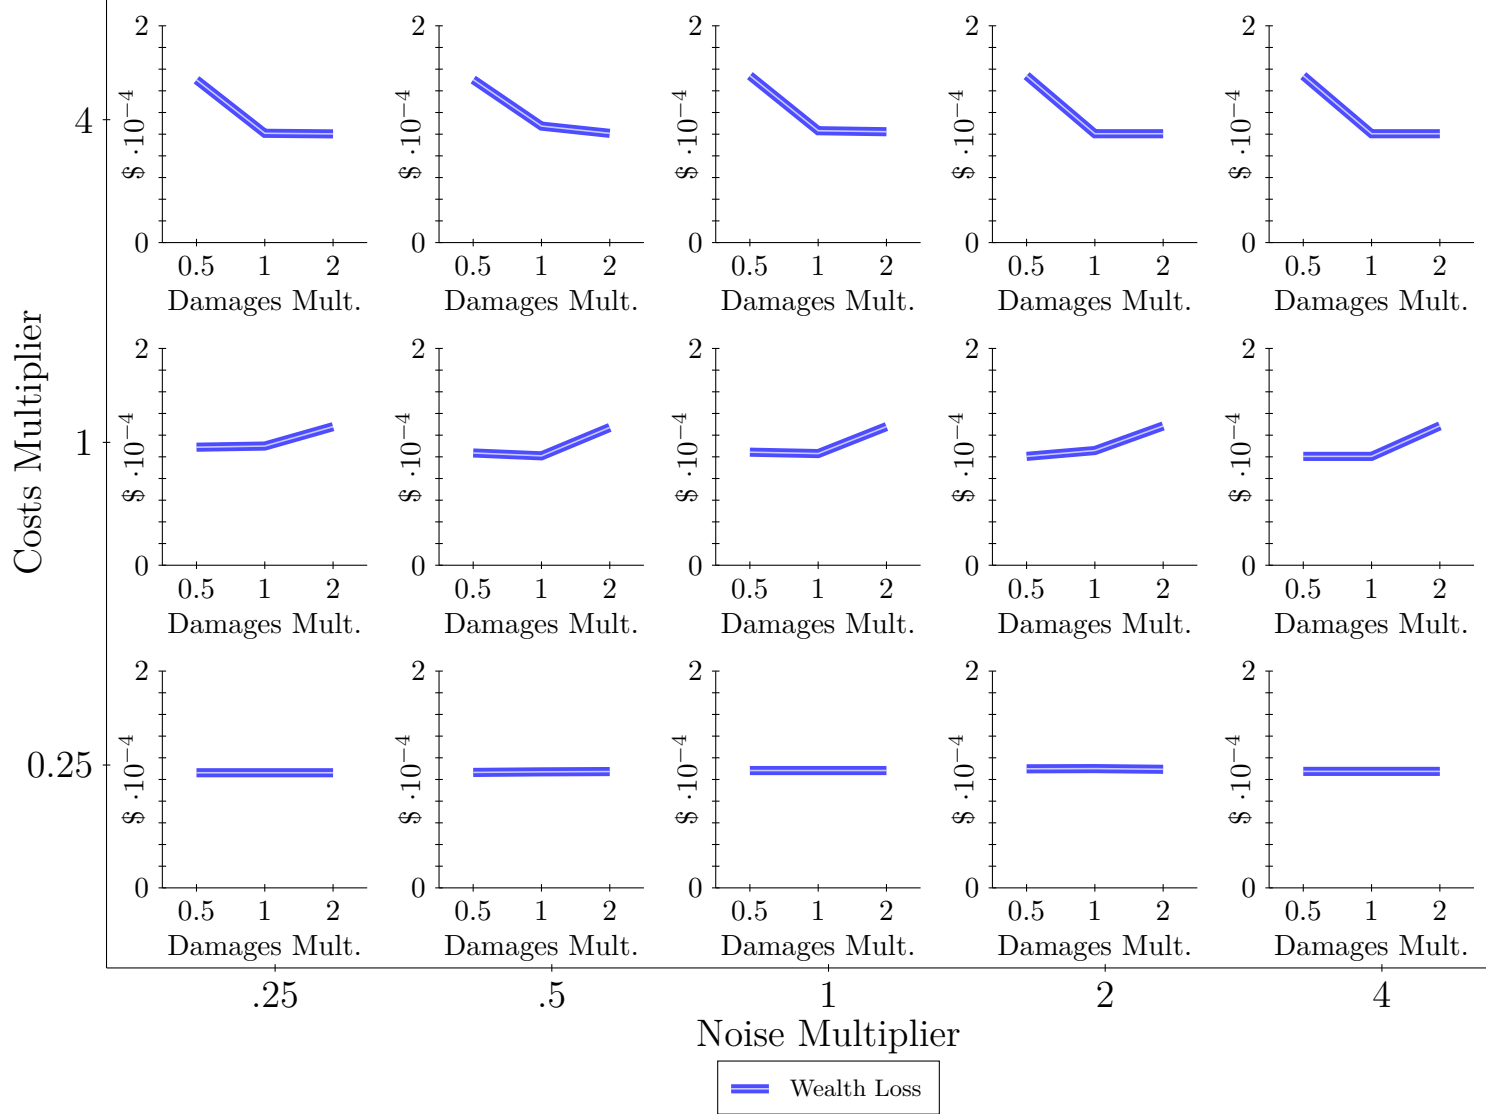 2 2 2 2 2
$ ·10−4 $ ·10−4 $ ·10−4 $ ·10−4 $ ·10−4
4
0 0 0 0 0
0.5 1 2 0.5 1 2 0.5 1 2 0.5 1 2 0.5 1 2
Damages Mult. Damages Mult. Damages Mult. Damages Mult. Damages Mult.
Costs Multiplier
2 2 2 2 2
$ ·10−4 $ ·10−4 $ ·10−4 $ ·10−4 $ ·10−4
1
0 0 0 0 0
0.5 1 2 0.5 1 2 0.5 1 2 0.5 1 2 0.5 1 2
Damages Mult. Damages Mult. Damages Mult. Damages Mult. Damages Mult.
2 2 2 2 2
$ ·10−4 $ ·10−4 $ ·10−4 $ ·10−4 $ ·10−4
0.25
0 0 0 0 0
0.5 1 2 0.5 1 2 0.5 1 2 0.5 1 2 0.5 1 2
Damages Mult. Damages Mult. Damages Mult. Damages Mult. Damages Mult.
.25 .5 1 2 4
Noise Multiplier
Wealth Loss